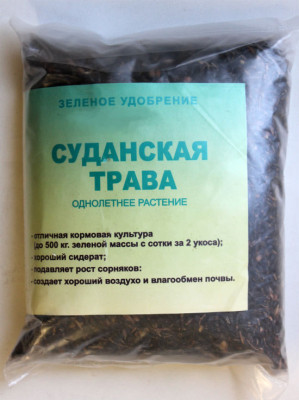 ЗЕЛЕНОЕ УДОБРЕНИЕ
СУДАНСКАЯ
ТРАВА
ОДНОЛЕТНЕЕ РАСТЕНИЕ
- отличная кормовая культура
(до 500 кг. зеленой массы с сотки за 2 укоса);
- хороший сидерат;
- подавляет рост сорняков:
- создает хороший воздухо и влагообмен почвы.